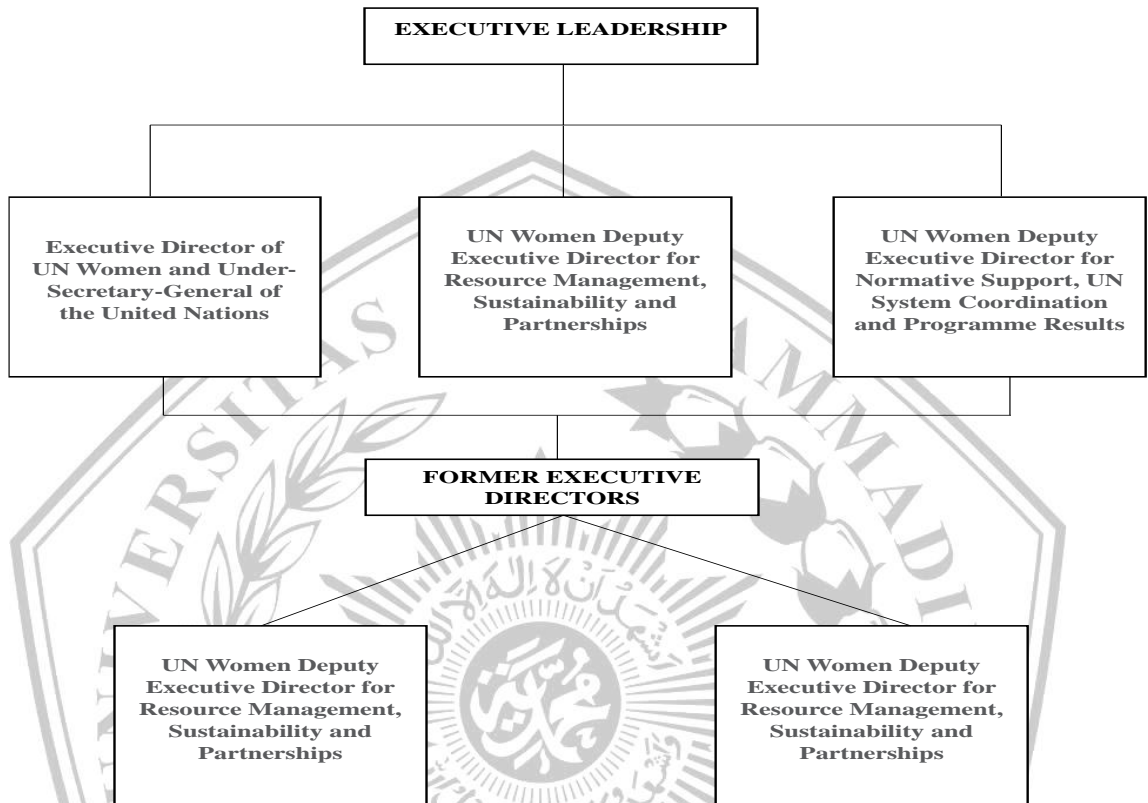 EXECUTIVE LEADERSHIP
Executive Director of
UN Women and Under-
Secretary-General of
the United Nations
UN Women Deputy
Executive Director for
Resource Management,
Sustainability and
Partnerships
UN Women Deputy
Executive Director for
Normative Support, UN
System Coordination
and Programme Results
FORMER EXECUTIVE
DIRECTORS
UN Women Deputy
Executive Director for
Resource Management,
Sustainability and
Partnerships
UN Women Deputy
Executive Director for
Resource Management,
Sustainability and
Partnerships